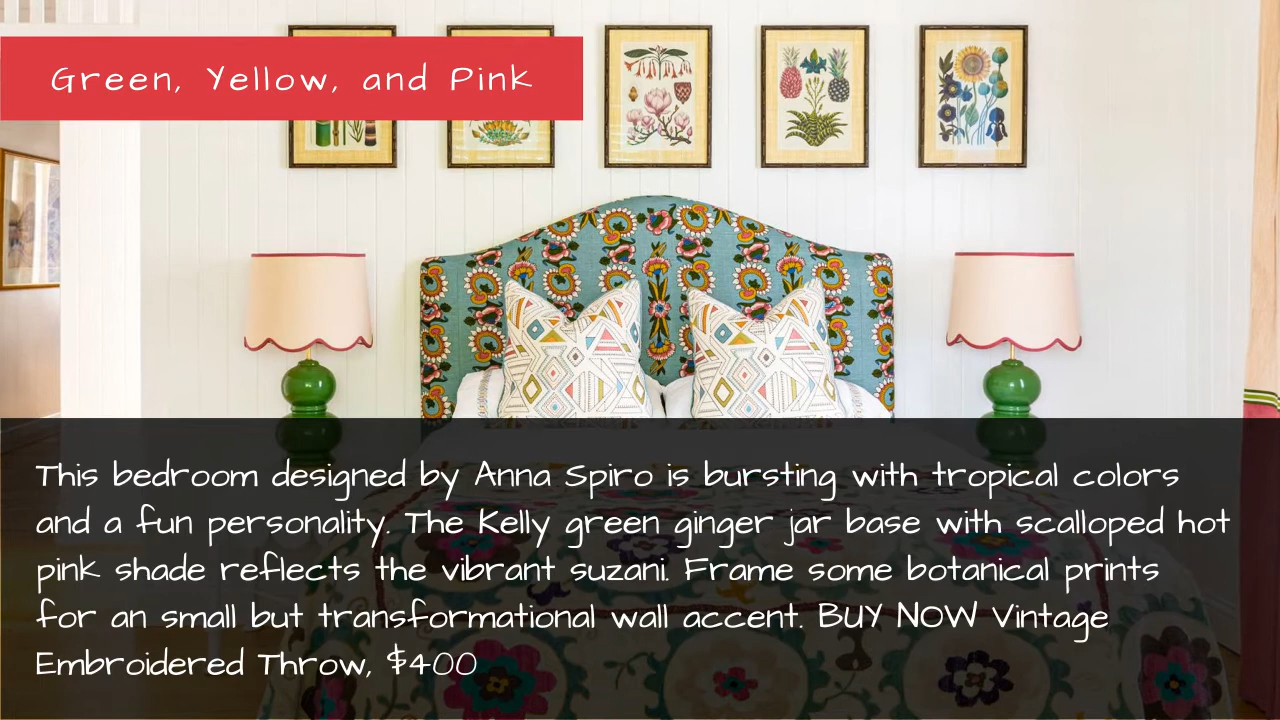 Green, Yellow, and Pink
This bedroom designed by Anna Spiro is bursting with tropical colors
and a fun personality. The Kelly green ginger jar base with scalloped hot
pink shade reflects the vibrant suzani. Frame some botanical prints
for an small but transformational wall accent. BUY NOW Vintage
Embroidered Throw, $400